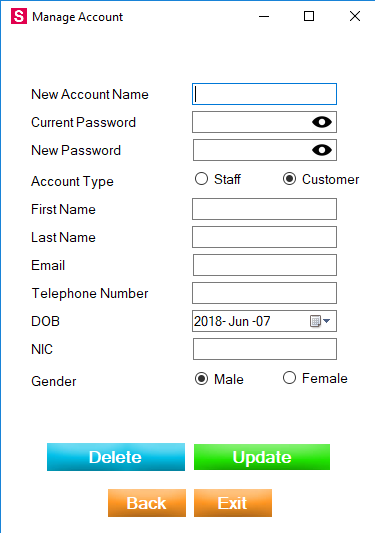 S Manage Account
New Account Name
Current Password
New Password
Account Type Staff Customer
First Name
Last Name
Email
Telephone Number
DOB 2018- Jun -07
NIC
Gender Male Female
Delete Update
Back Exit